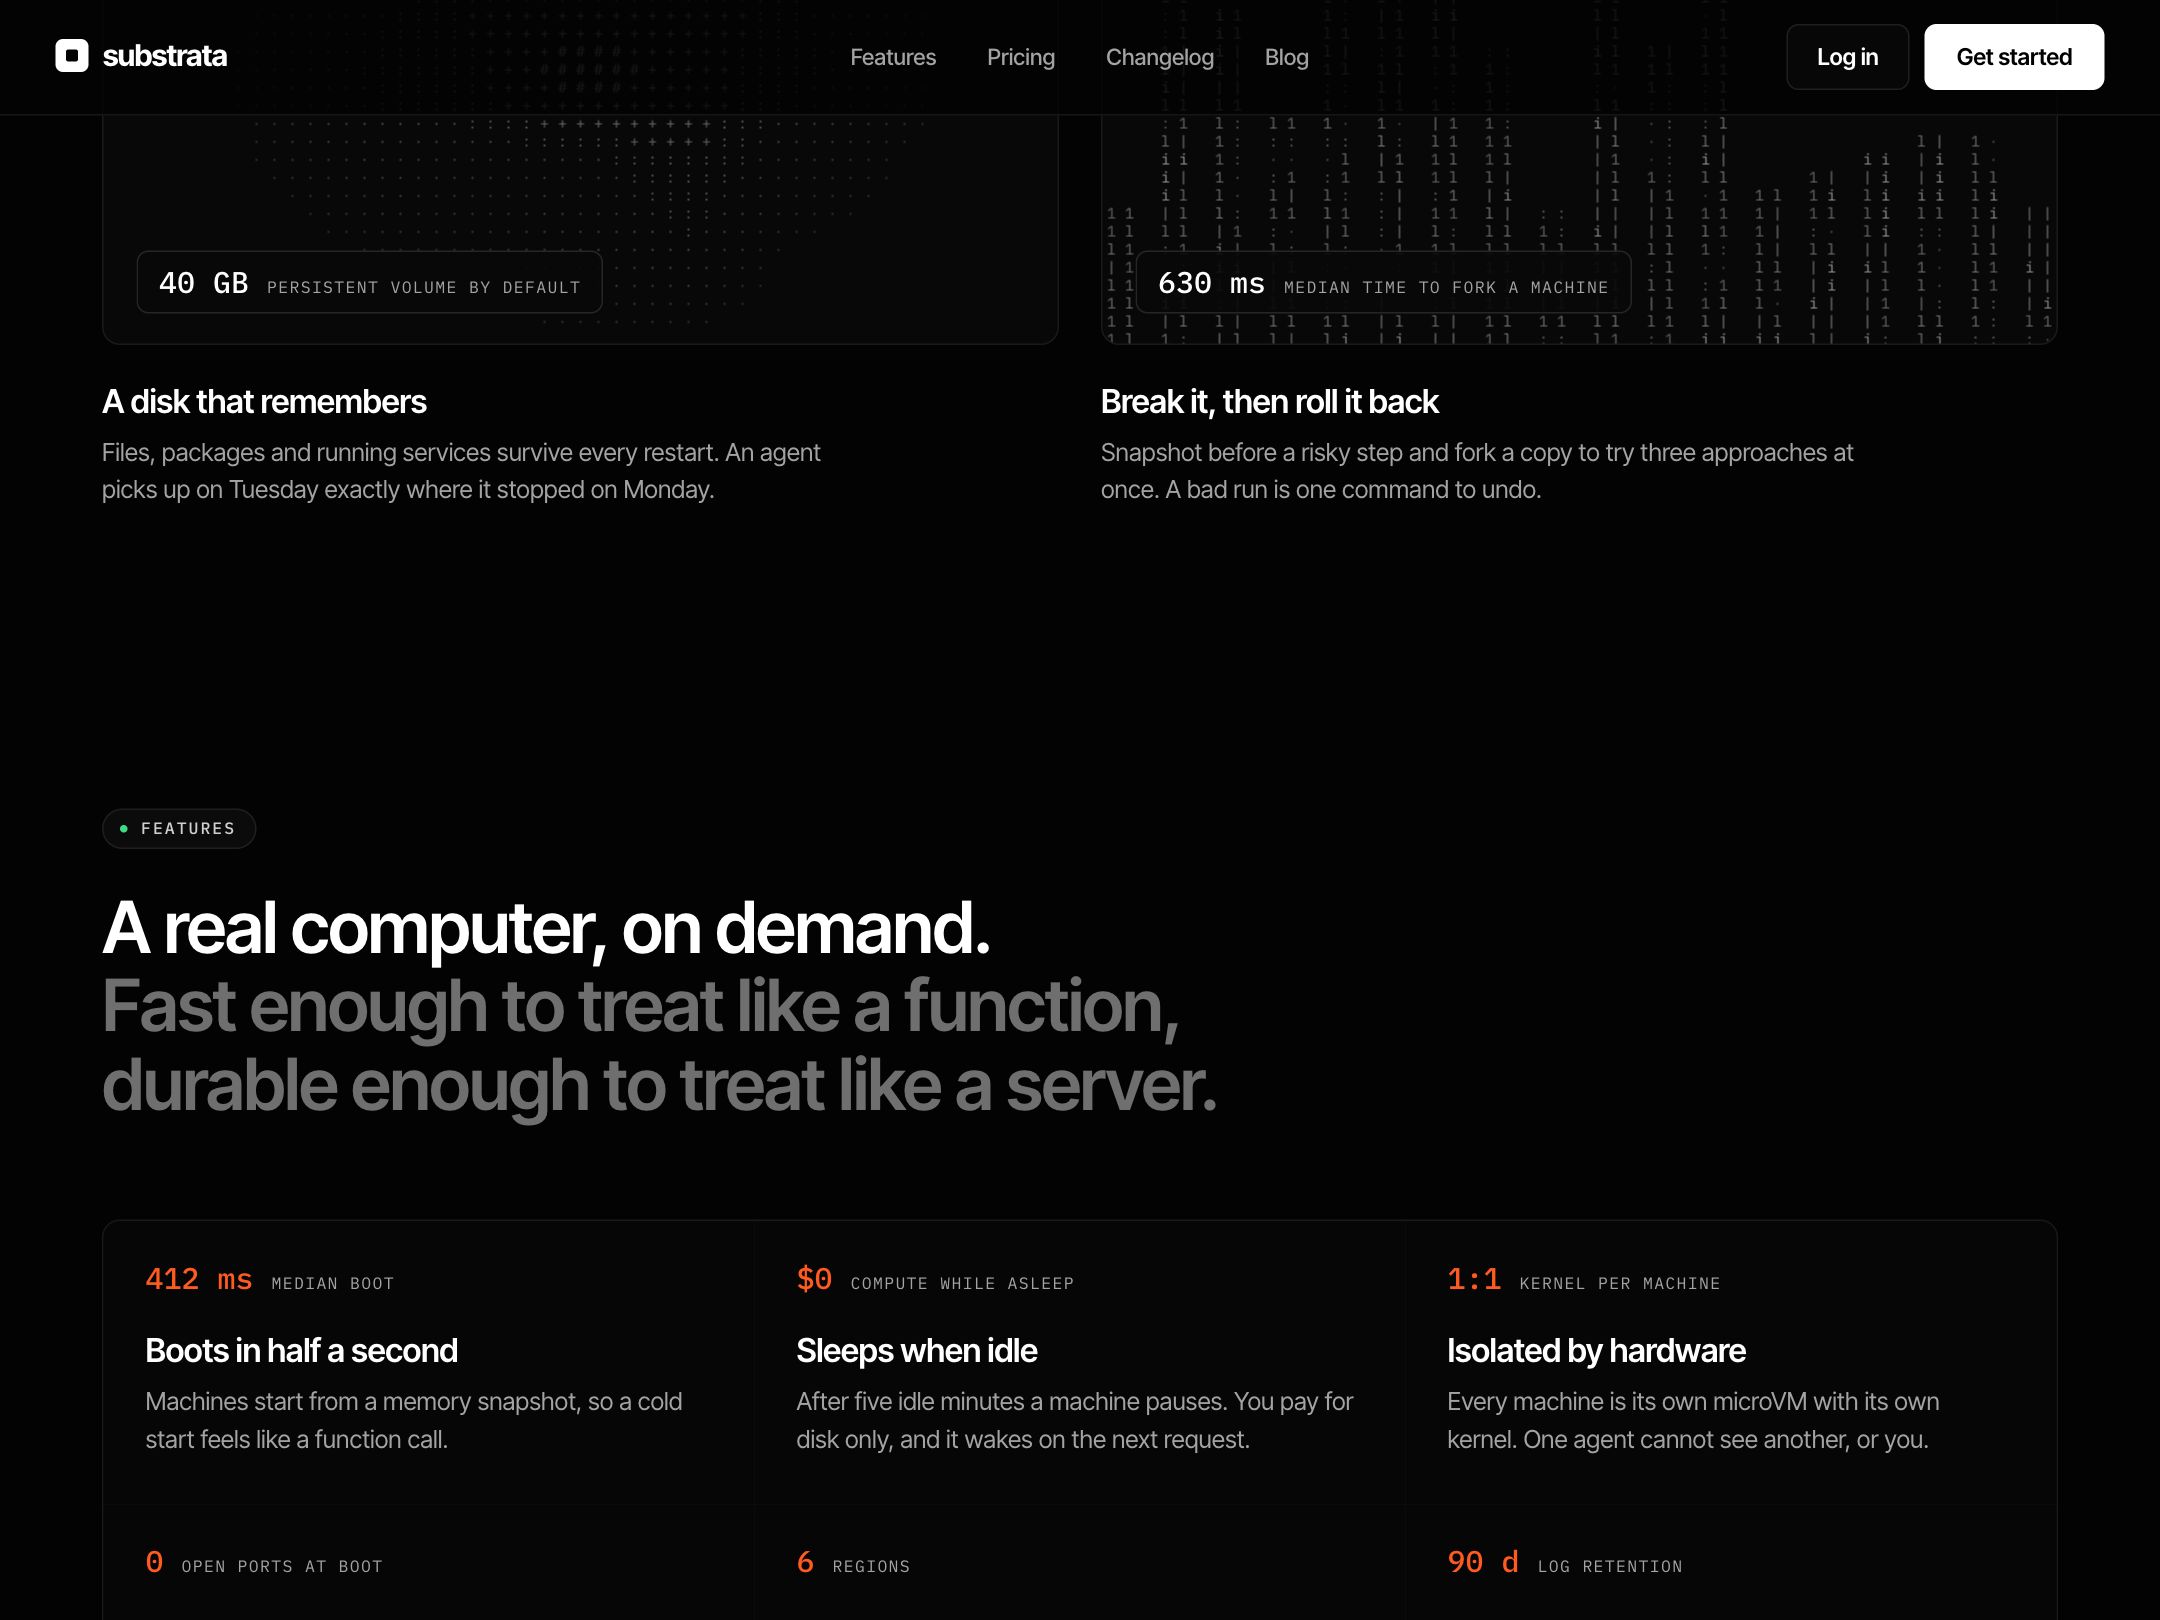 substrata
Features
Pricing
Changelog
Blog
Log in
Get started
40 GB PERSISTENT VOLUME BY DEFAULT
630 ms MEDIAN TIME TO FORK A MACHINE
A disk that remembers
Files, packages and running services survive every restart. An agent
picks up on Tuesday exactly where it stopped on Monday.
Break it, then roll it back
Snapshot before a risky step and fork a copy to try three approaches at
once. A bad run is one command to undo.
FEATURES
A real computer, on demand.
Fast enough to treat like a function,
durable enough to treat like a server.
412 ms MEDIAN BOOT
Boots in half a second
Machines start from a memory snapshot, so a cold
start feels like a function call.
$0 COMPUTE WHILE ASLEEP
Sleeps when idle
After five idle minutes a machine pauses. You pay for
disk only, and it wakes on the next request.
1:1 KERNEL PER MACHINE
Isolated by hardware
Every machine is its own microVM with its own
kernel. One agent cannot see another, or you.
0 OPEN PORTS AT BOOT
6 REGIONS
90 d LOG RETENTION